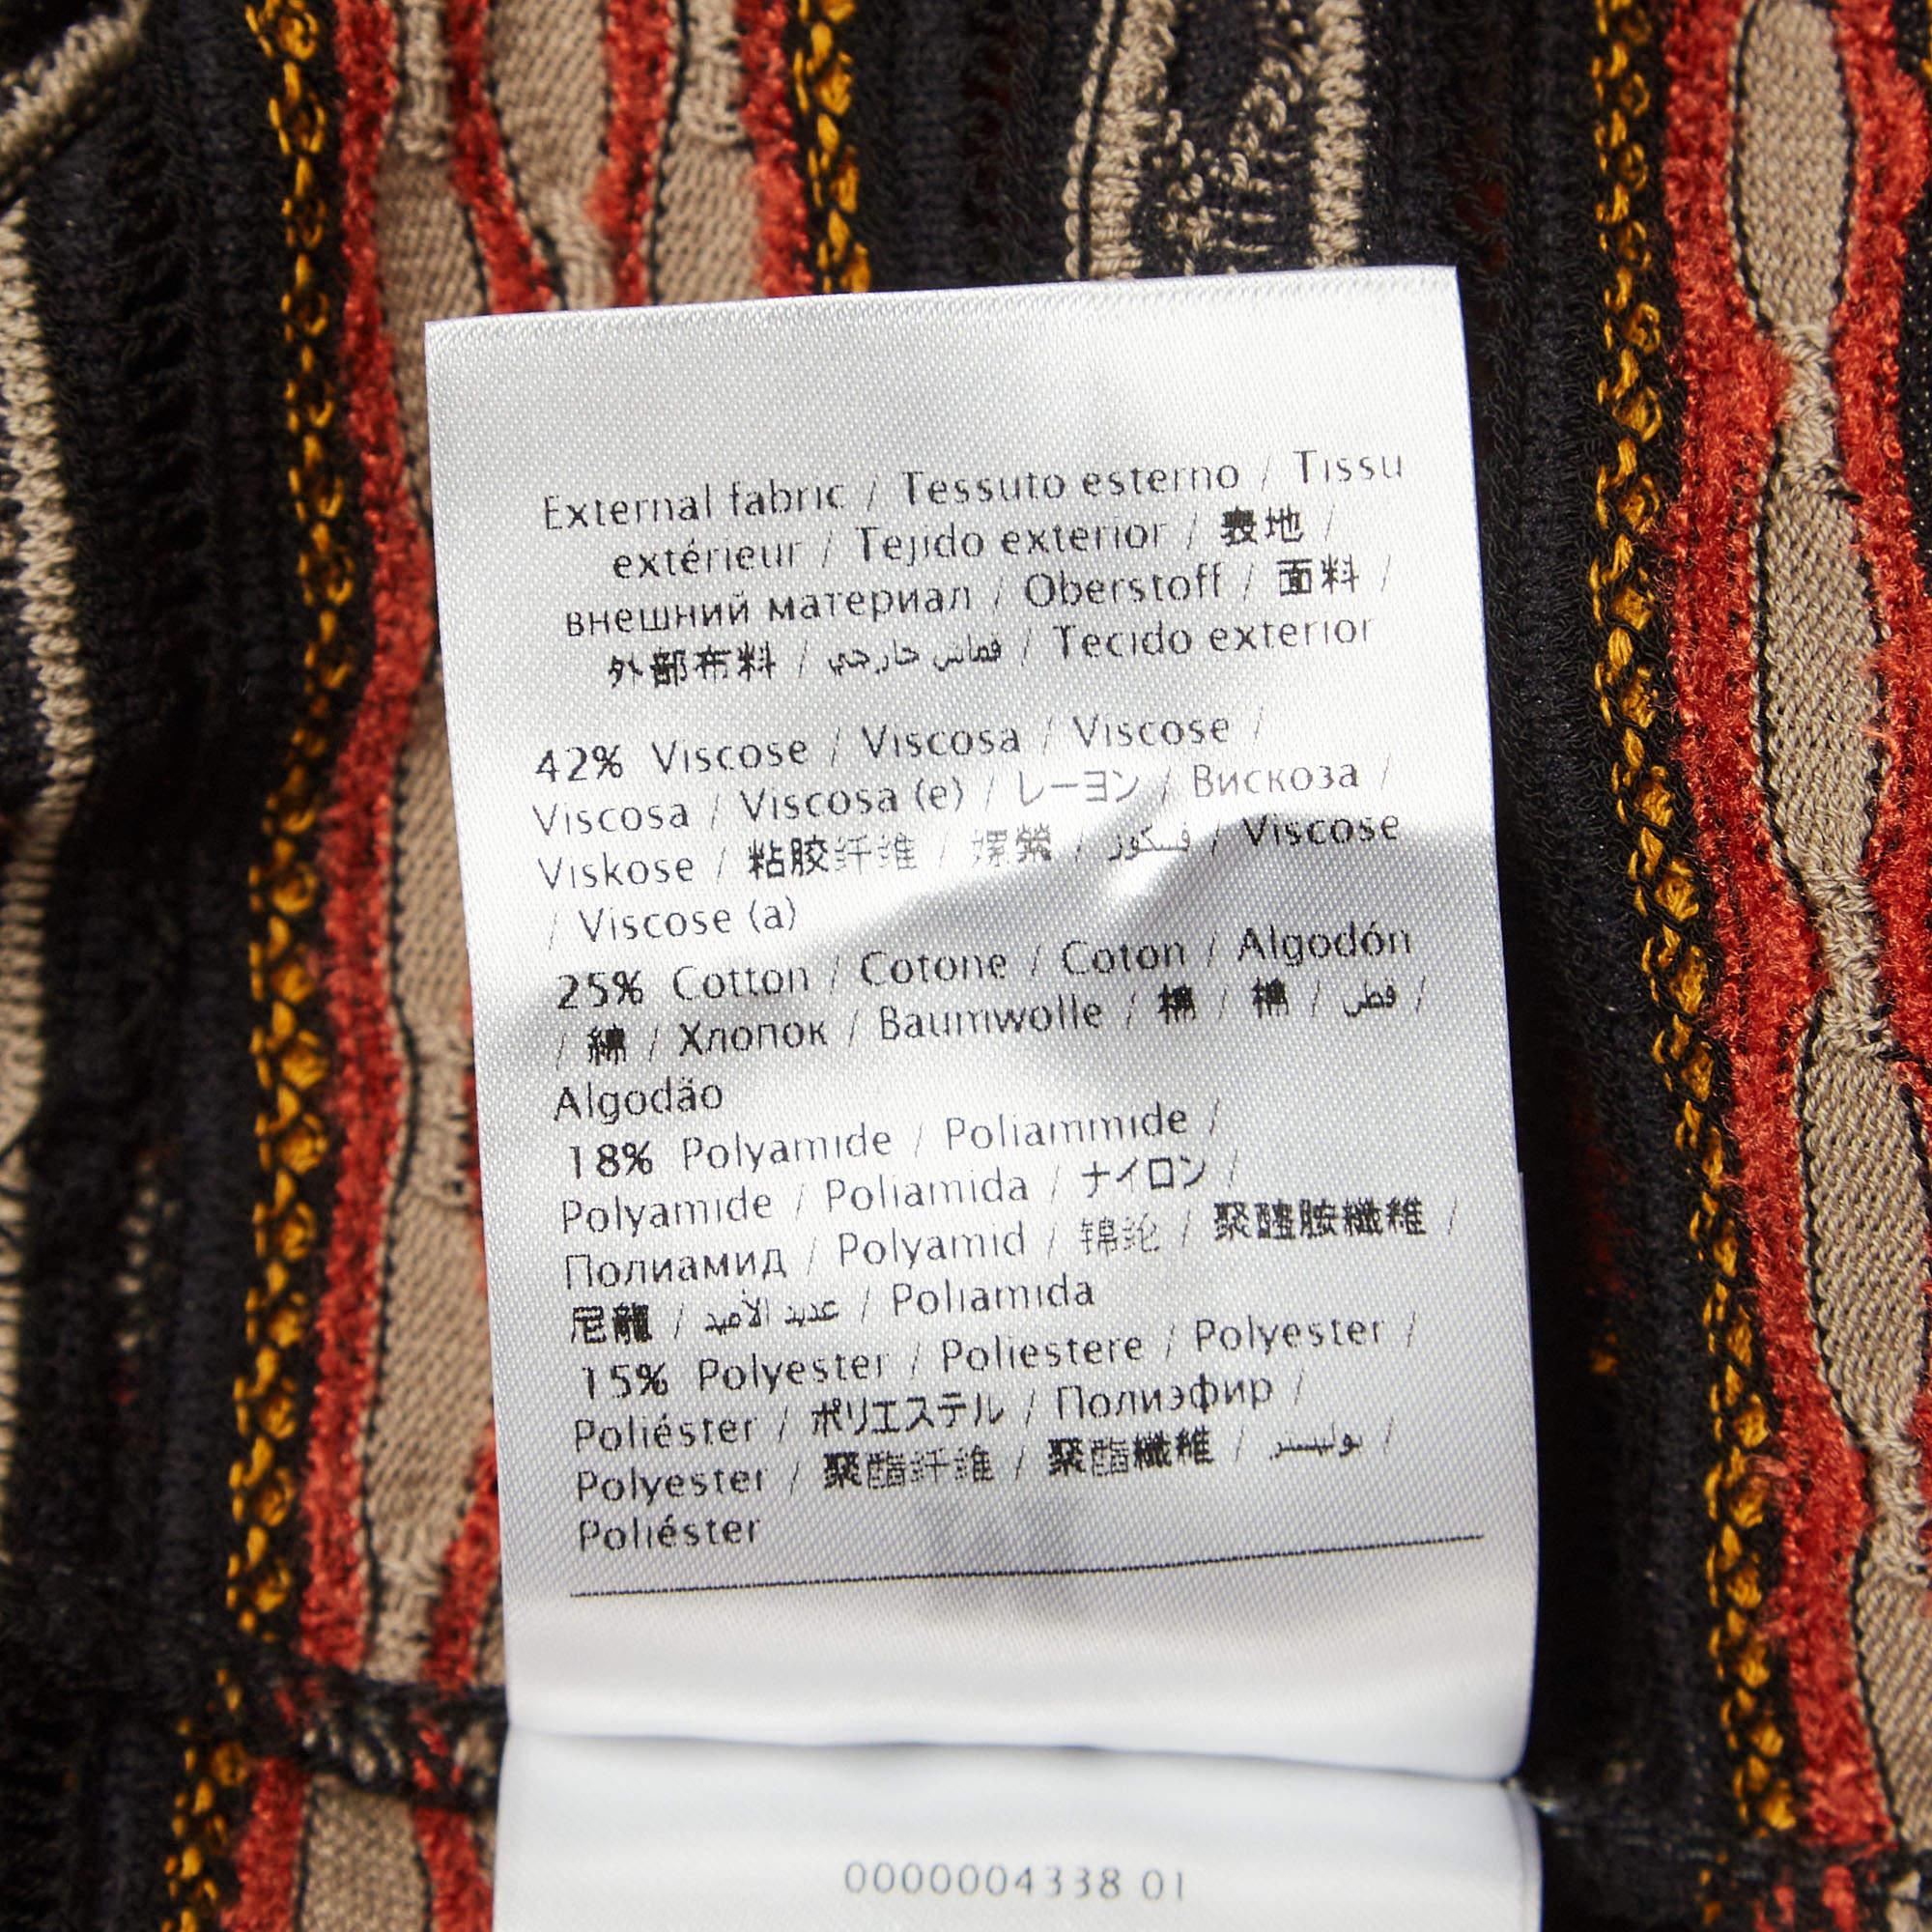 External fabric / Tessuto esterno / Tissu
extérieur / Tejido exterior / 表地 /
внешний материал / Oberstoff / 面料 /
外部布料 / قماش خارجي / Tecido exterior
42% Viscose / Viscosa / Viscose /
Viscosa / Viscosa (e) / レーヨン / Вискоза /
Viskose / 粘胶纤维 / 嫘縈 / فسكوز / Viscose
/ Viscose (a)
25% Cotton / Cotone / Coton / Algodón
/ 綿 / Хлопок / Baumwolle / 棉 / 棉 / قطن /
Algodão
18% Polyamide / Poliammide /
Polyamide / Poliamida / ナイロン /
Полиамид / Polyamid / 锦纶 / 聚醯胺纖維 /
尼龍 / عديد الأميد / Poliamida
15% Polyester / Poliestere / Polyester /
Poliéster / ポリエステル / Полиэфир /
Polyester / 聚酯纤维 / 聚酯纖維 / بوليستر /
Poliéster
0000004338 01